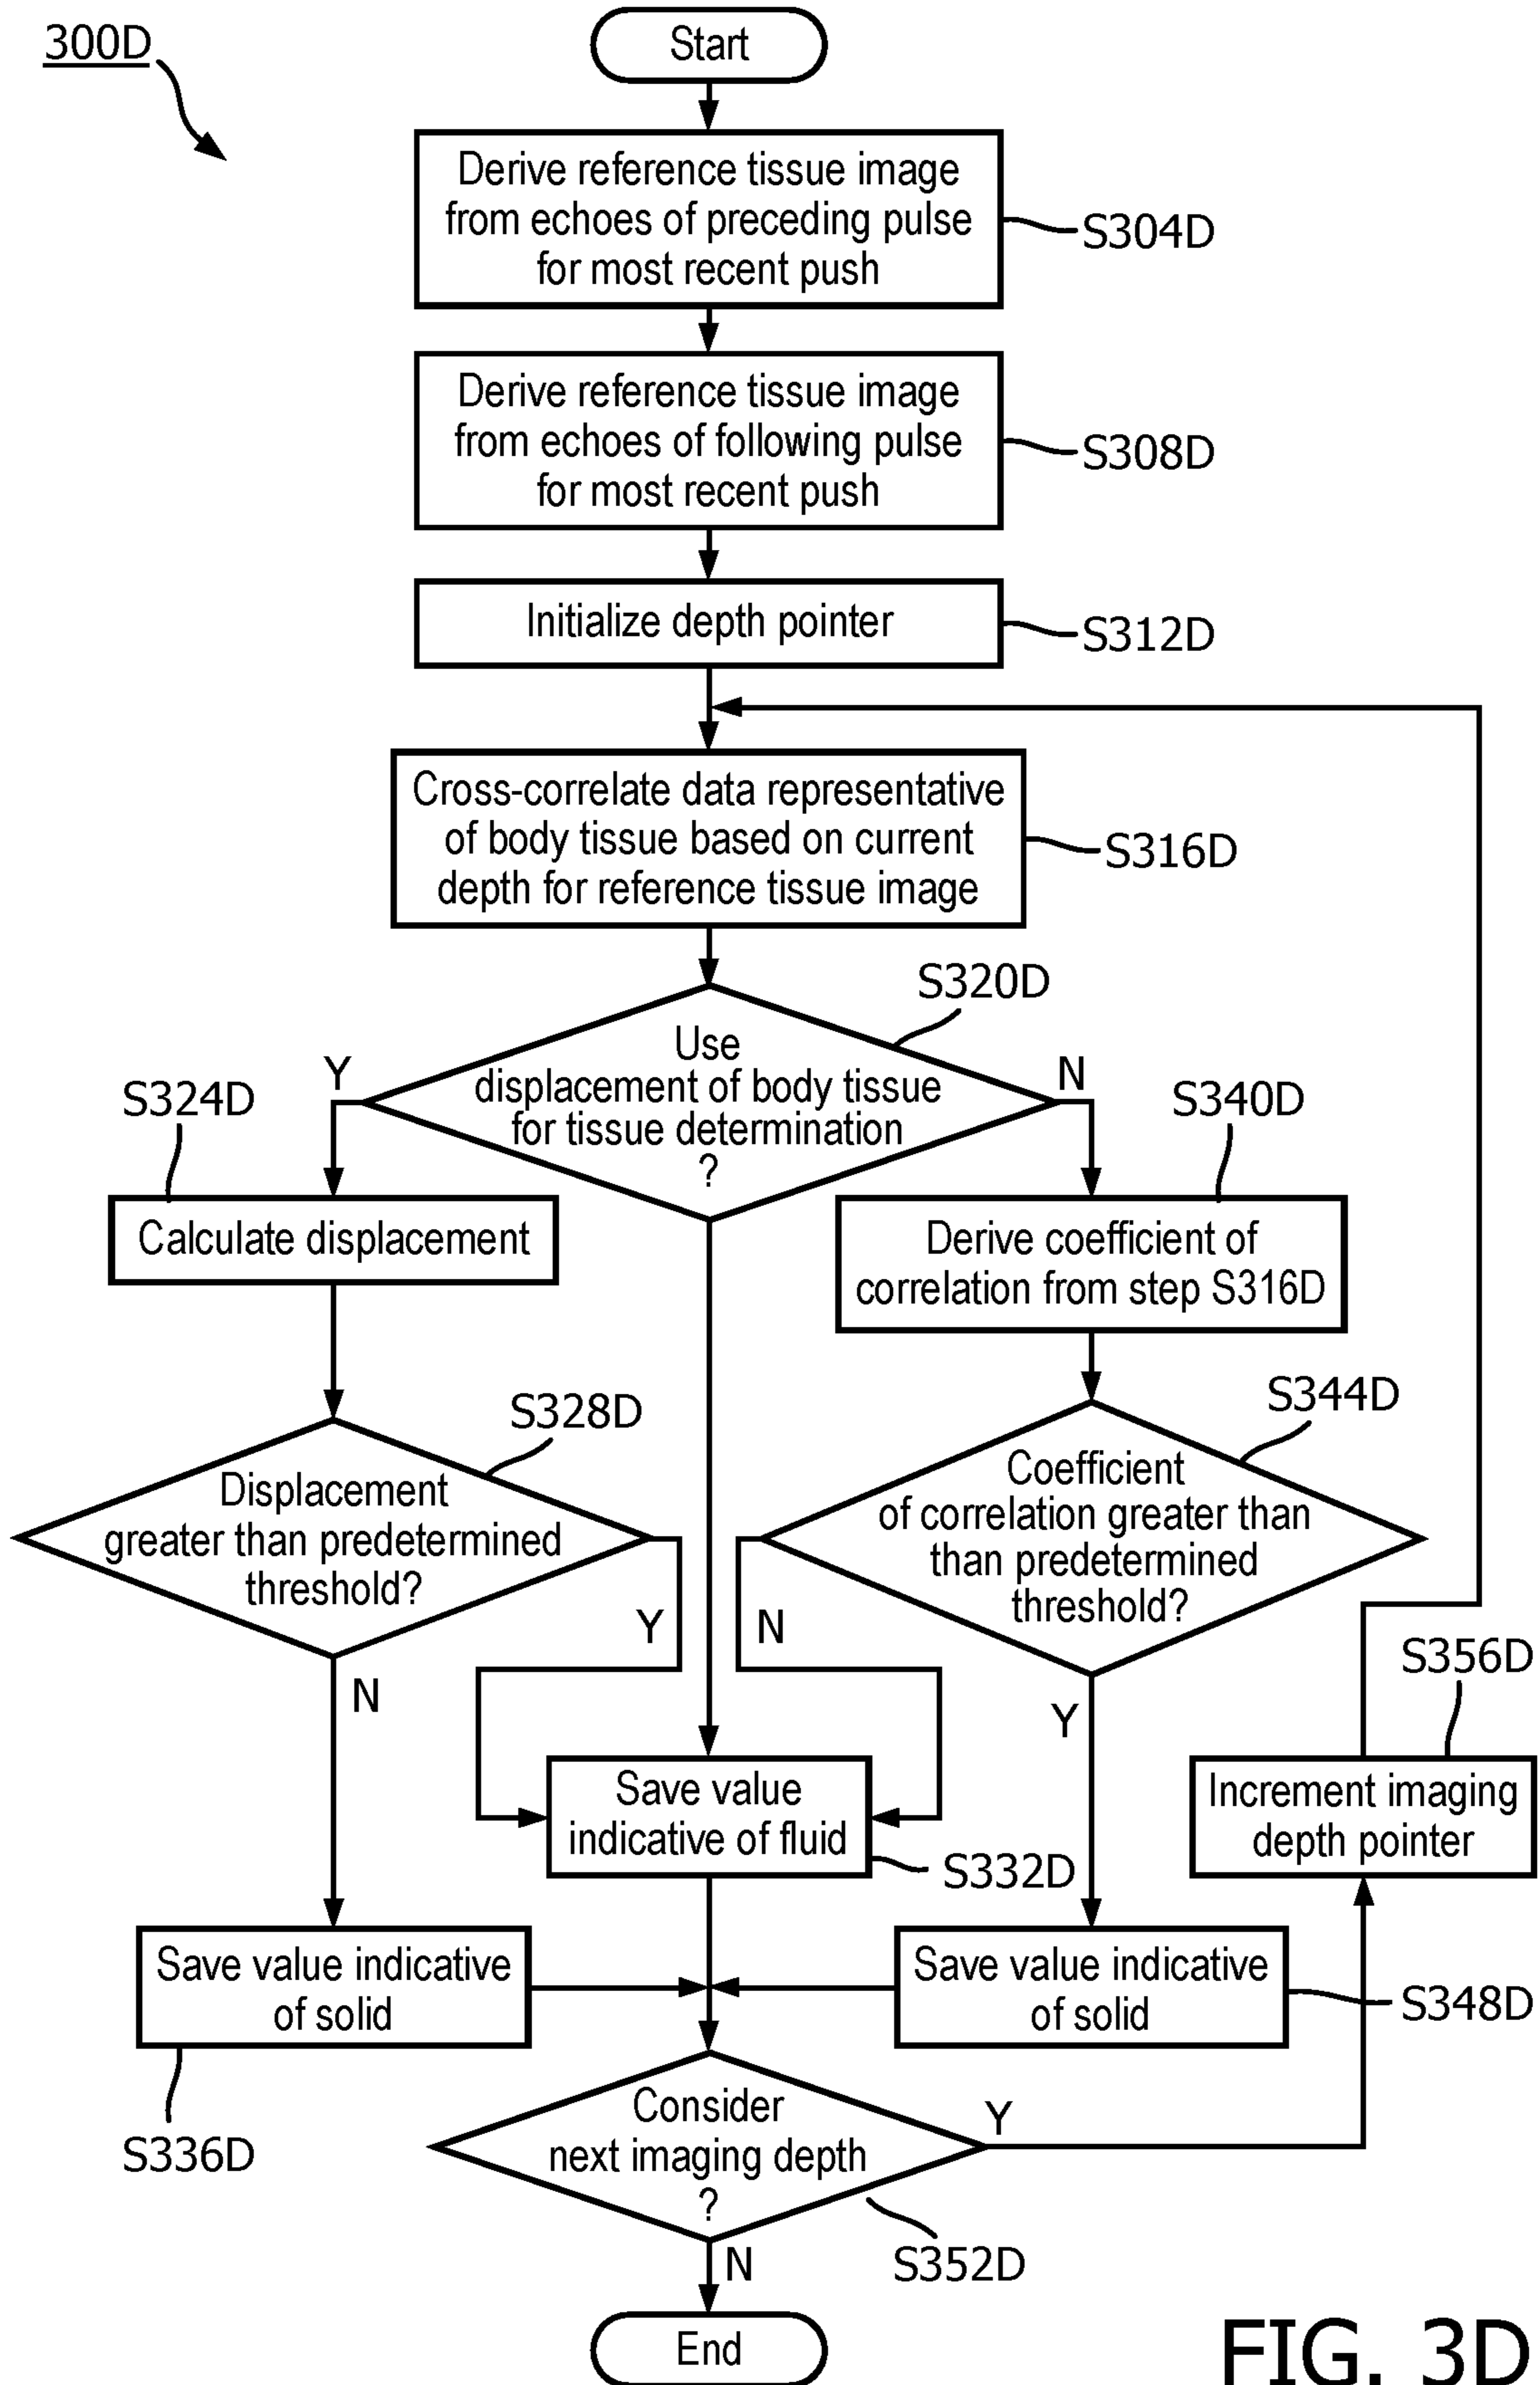 300D
Start
Derive reference tissue image
from echoes of preceding pulse
for most recent push
S304D
Derive reference tissue image
from echoes of following pulse
for most recent push
S308D
Initialize depth pointer
S312D
Cross-correlate data representative
of body tissue based on current
depth for reference tissue image
S316D
S320D
Use
displacement of body tissue
for tissue determination
?
Y
N
S324D
Calculate displacement
S340D
Derive coefficient of
correlation from step S316D
S328D
Displacement
greater than predetermined
threshold?
Y
N
S344D
Coefficient
of correlation greater than
than predetermined
threshold?
N
Y
S356D
Increment imaging
depth pointer
Save value
indicative of fluid
S332D
Save value indicative
of solid
S336D
Save value indicative
of solid
S348D
Consider
next imaging depth
?
Y
S352D
N
End
FIG. 3D